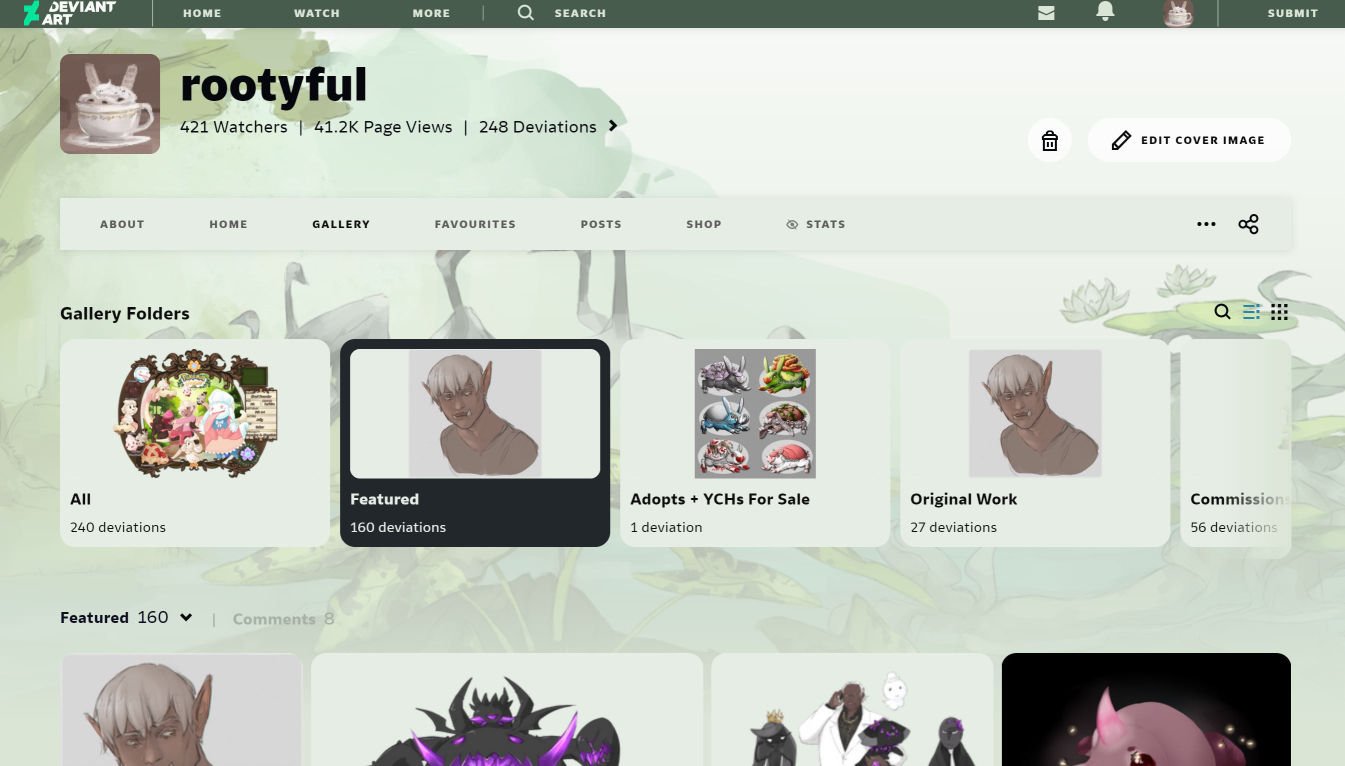 DEVIANT ART HOME WATCH MORE | SEARCH SUBMIT
rootyful
421 Watchers | 41.2K Page Views | 248 Deviations
EDIT COVER IMAGE
ABOUT HOME GALLERY FAVOURITES POSTS SHOP STATS
Gallery Folders
All Featured Adopts + YCHs For Sale Original Work Commissions
240 deviations 160 deviations 1 deviation 27 deviations 56 deviations
Featured 160 | Comments 8